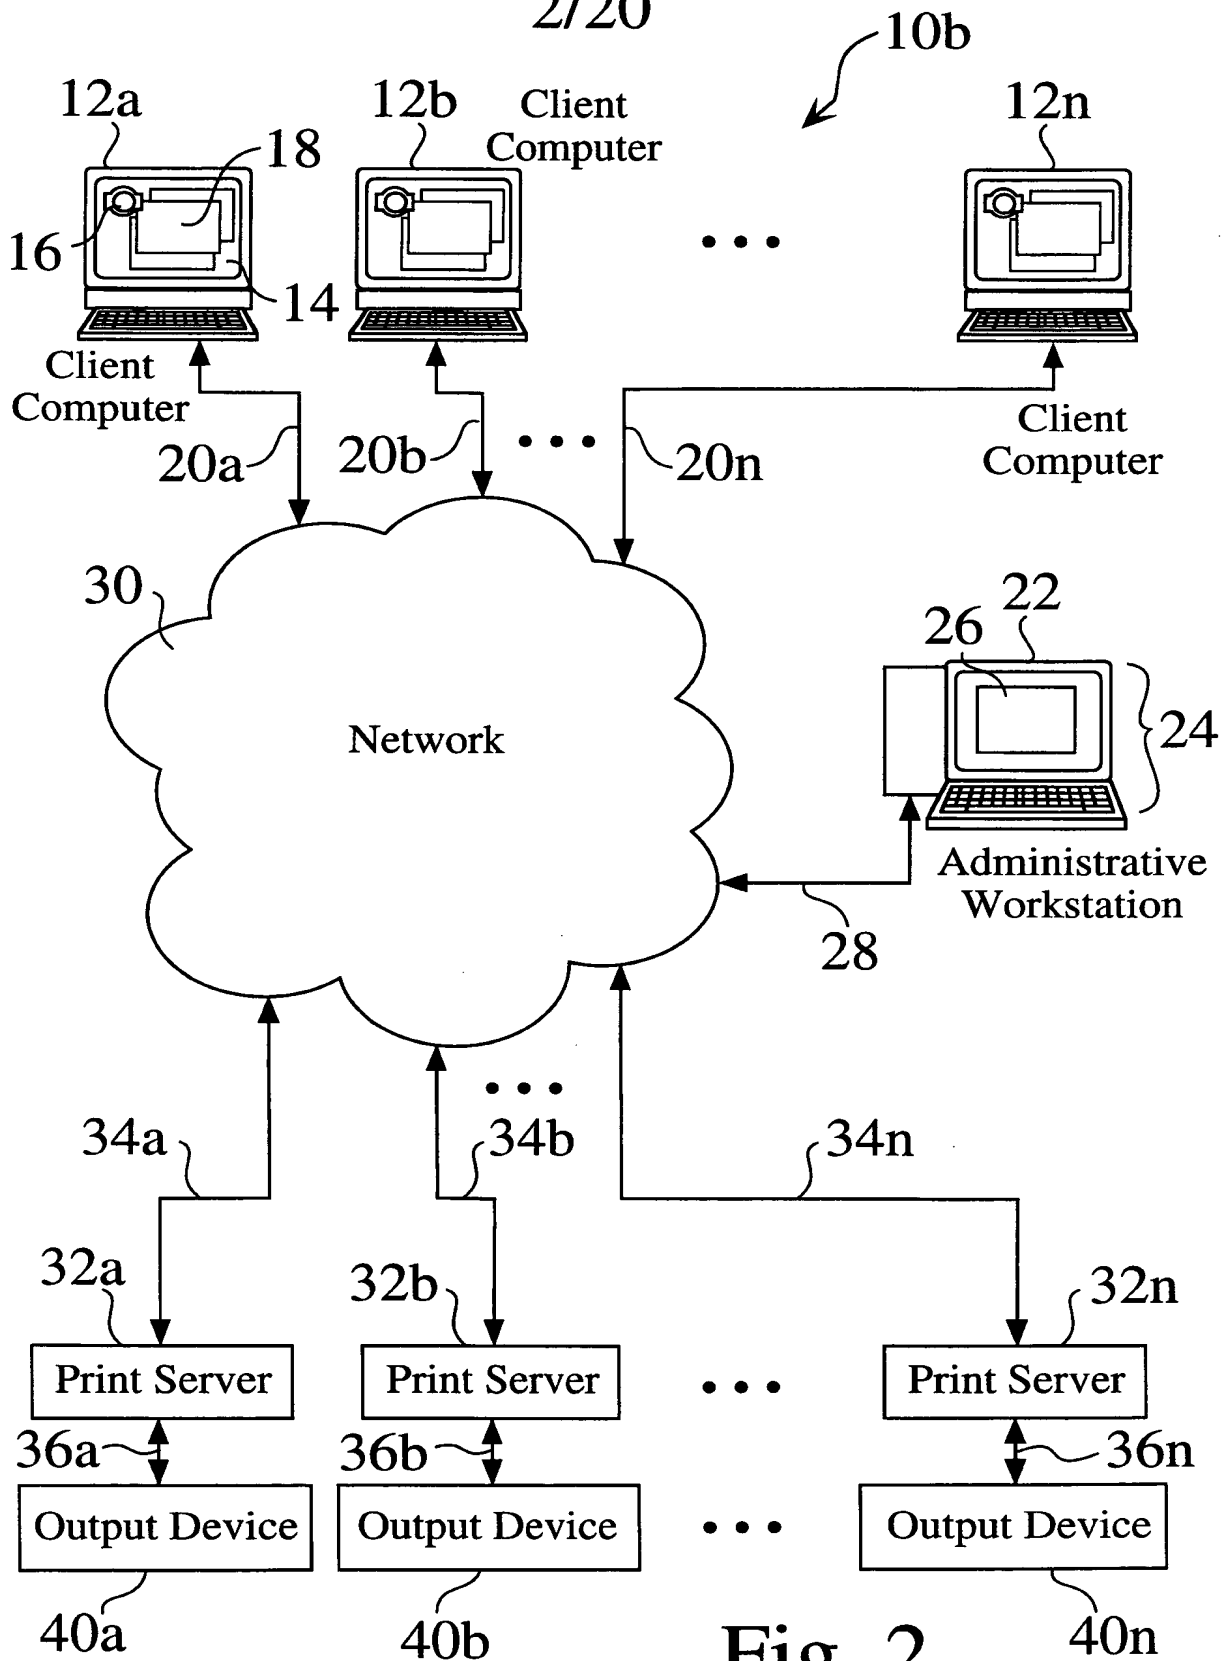 2/20
10b
12a
12b
Client
Computer
12n
18
16
14
Client
Computer
20a
20b
20n
Client
Computer
30
22
26
24
Network
Administrative
Workstation
28
34a
34b
34n
32a
32b
32n
Print Server
Print Server
Print Server
36a
36b
36n
Output Device
Output Device
Output Device
40a
40b
40n
Fig. 2